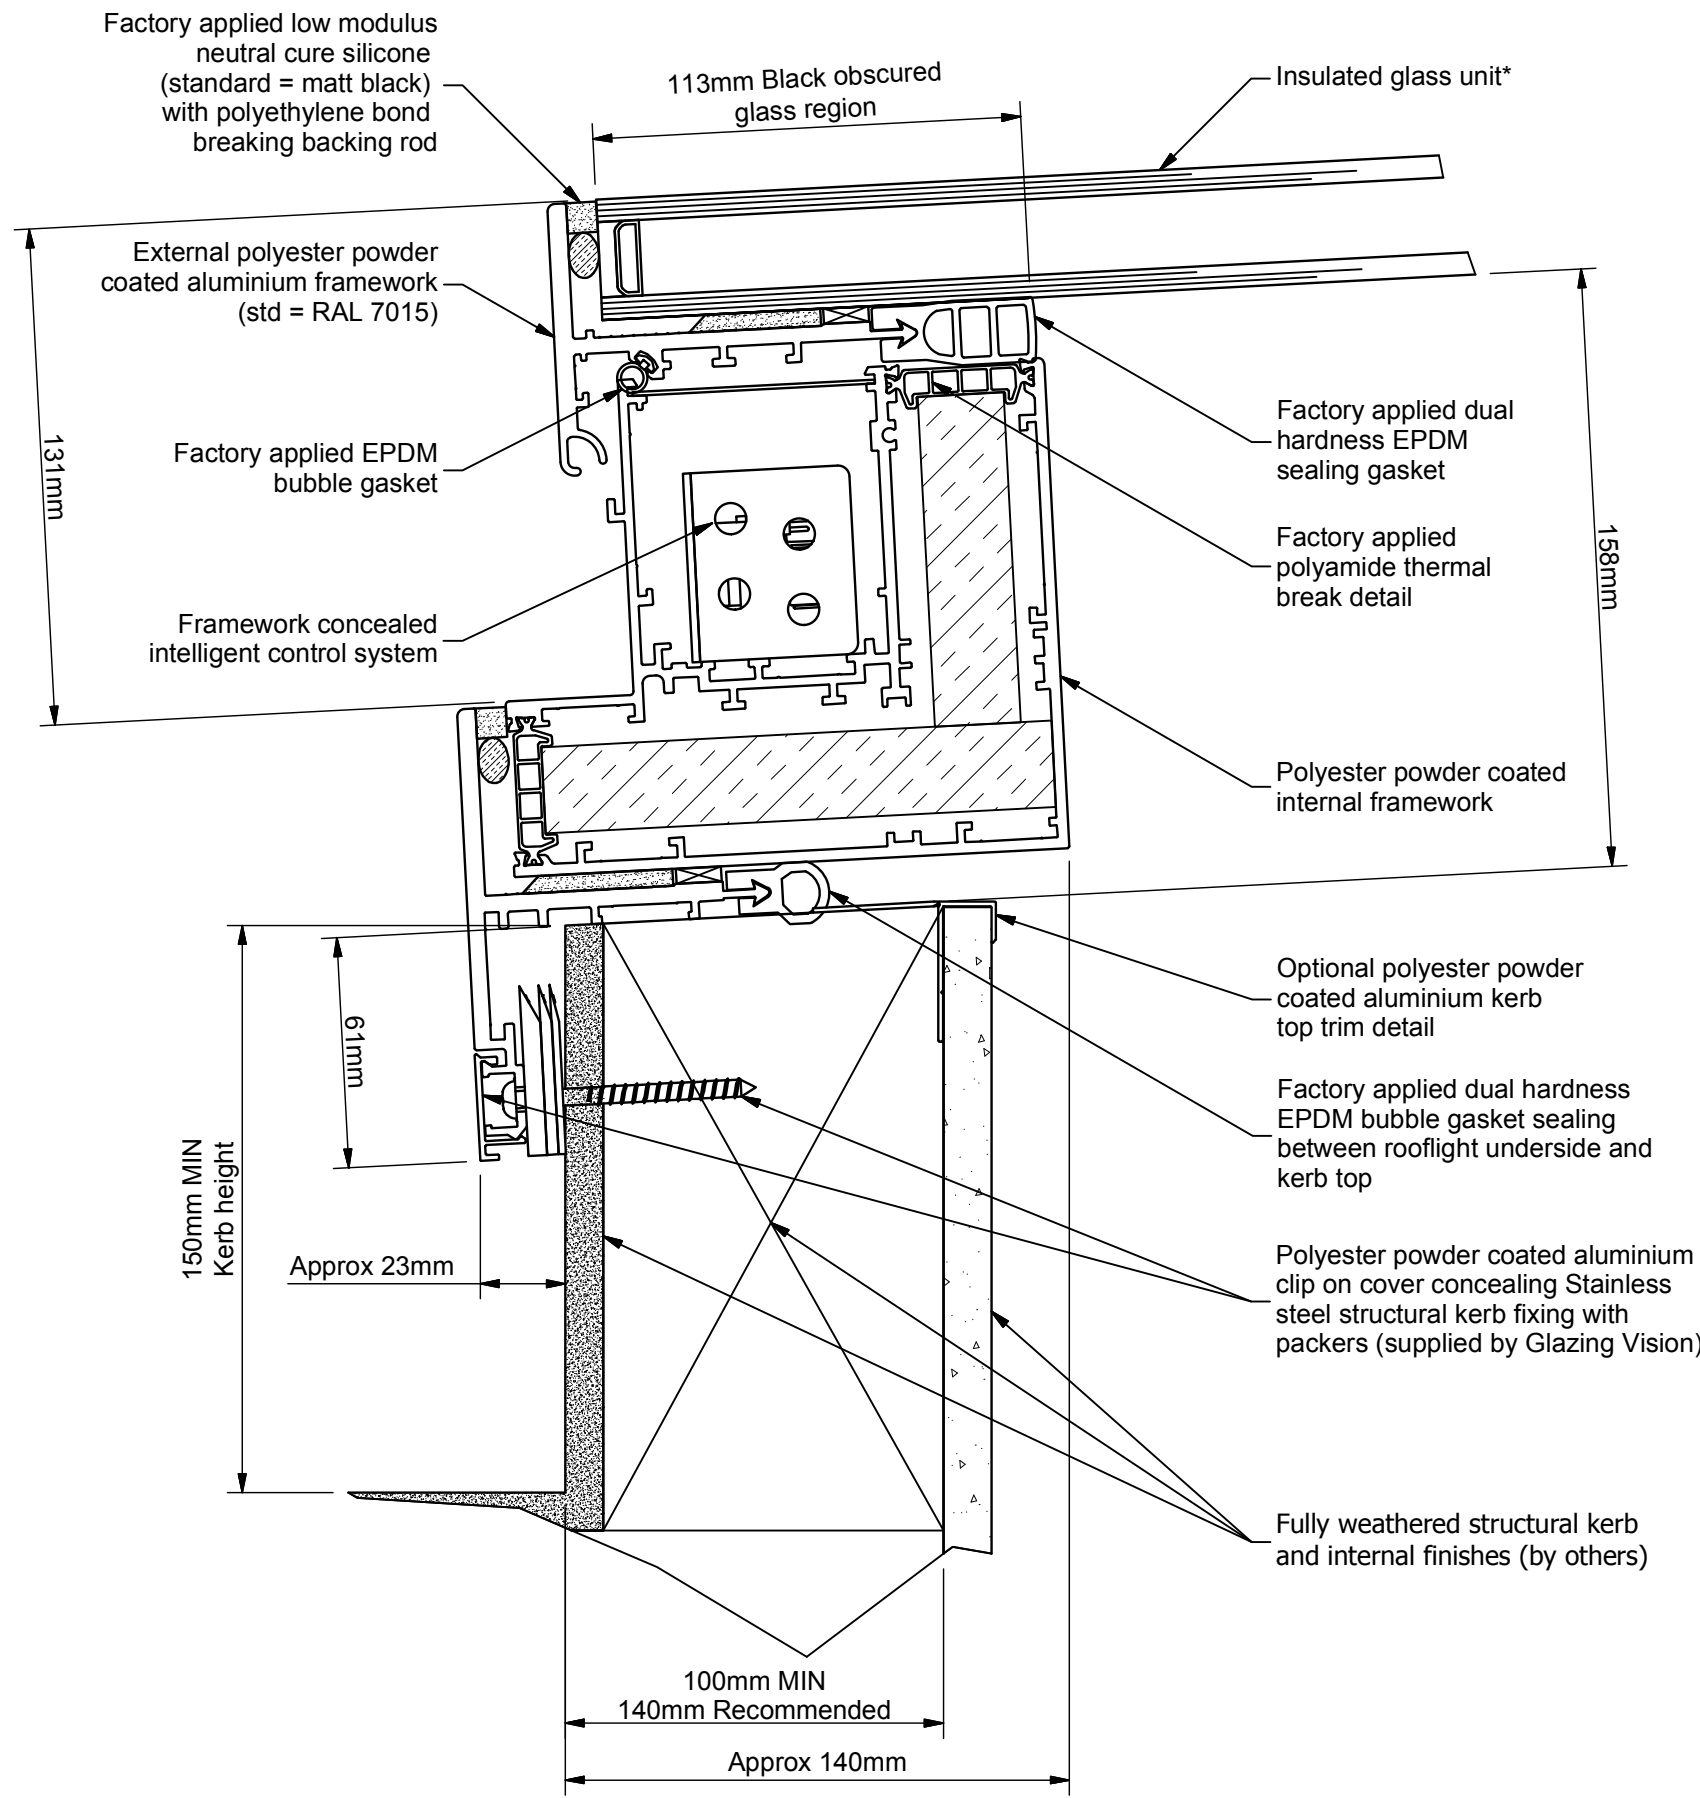 Factory applied low modulus
neutral cure silicone
(standard = matt black)
with polyethylene bond
breaking backing rod
113mm Black obscured
glass region
Insulated glass unit*
External polyester powder
coated aluminium framework
(std = RAL 7015)
131mm
Factory applied EPDM
bubble gasket
Framework concealed
intelligent control system
Factory applied dual
hardness EPDM
sealing gasket
Factory applied
polyamide thermal
break detail
158mm
Polyester powder coated
internal framework
Optional polyester powder
coated aluminium kerb
top trim detail
61mm
150mm MIN
Kerb height
Approx 23mm
Factory applied dual hardness
EPDM bubble gasket sealing
between rooflight underside and
kerb top
Polyester powder coated aluminium
clip on cover concealing Stainless
steel structural kerb fixing with
packers (supplied by Glazing Vision)
Fully weathered structural kerb
and internal finishes (by others)
100mm MIN
140mm Recommended
Approx 140mm